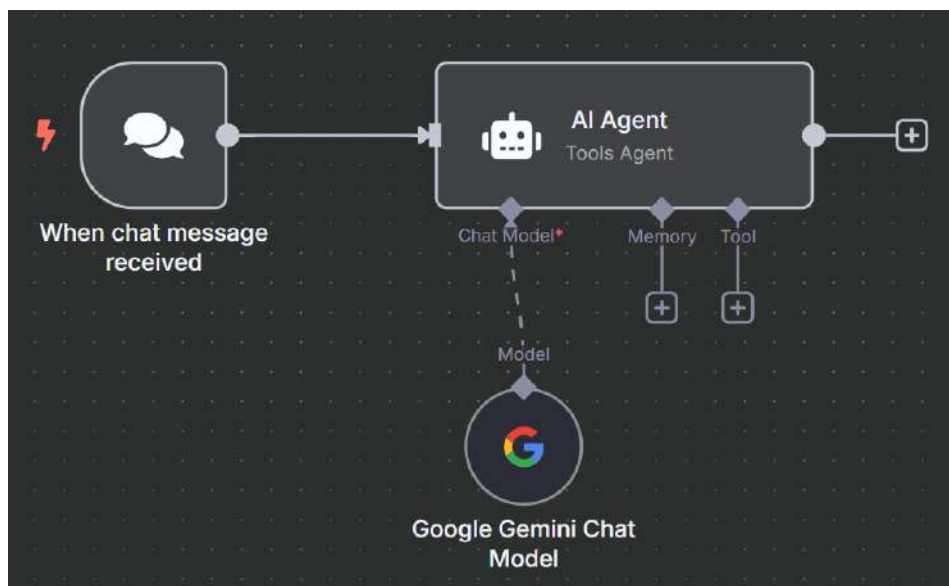 When chat message
received
AI Agent
Tools Agent
Chat Model*
Memory
Tool
Model
Google Gemini Chat
Model